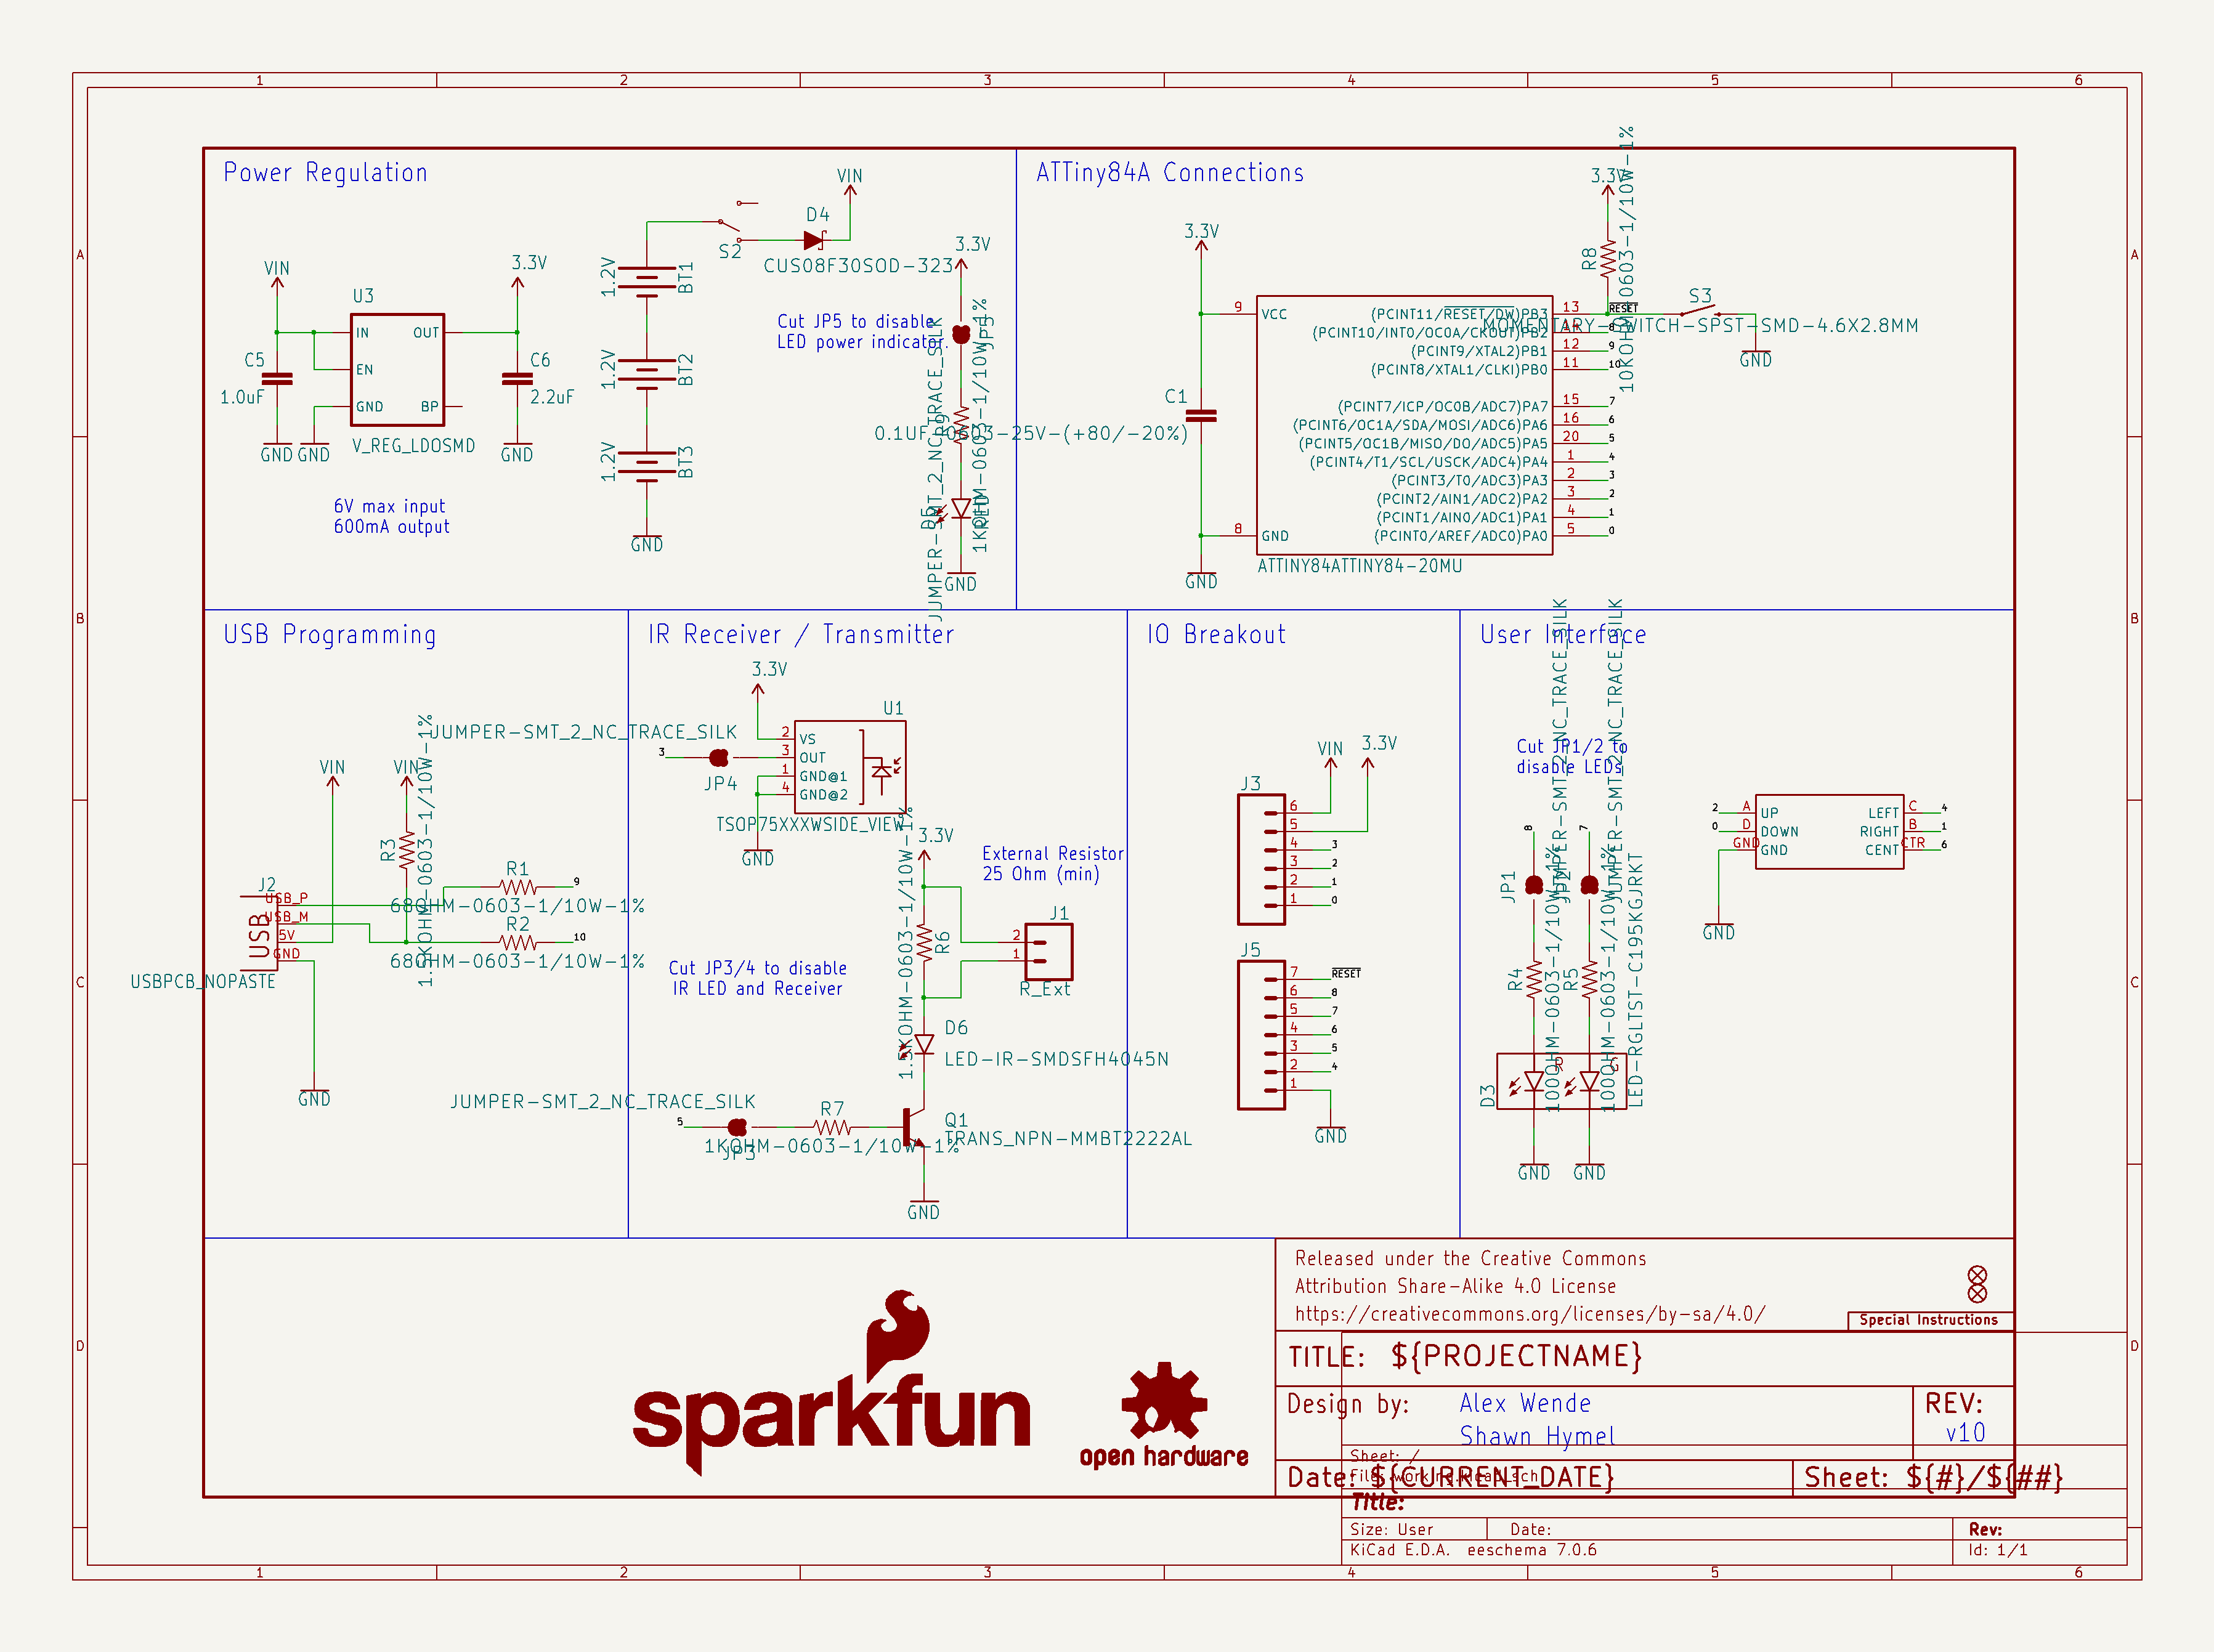 1 2 3 4 5 6
A
B
C
D
Power Regulation
VIN
U3
3.3V
IN
OUT
EN
GND
BP
C5
1.0uF
C6
2.2uF
GND
GND
GND
V_REG_LDOSMD
6V max input
600mA output
1.2V
BT1
1.2V
BT2
1.2V
BT3
GND
S2
D4
VIN
CUS08F30SOD-323
3.3V
Cut JP5 to disable
LED power indicator.
JP5
JUMPER-SMT_2_NC_TRACE_SILK
1KOHM-0603-1/10W-1%
D5
RED
GND
ATTiny84A Connections
3.3V
C1
0.1UF-0603-25V-(+80/-20%)
GND
9
VCC
8
GND
(PCINT11/RESET/DW)PB3
13
RESET
(PCINT10/INT0/OC0A/CKOUT)PB2
14
8
(PCINT9/XTAL2)PB1
12
9
(PCINT8/XTAL1/CLKI)PB0
11
10
(PCINT7/ICP/OC0B/ADC7)PA7
15
7
(PCINT6/OC1A/SDA/MOSI/ADC6)PA6
16
6
(PCINT5/OC1B/MISO/DO/ADC5)PA5
20
5
(PCINT4/T1/SCL/USCK/ADC4)PA4
1
4
(PCINT3/T0/ADC3)PA3
2
3
(PCINT2/AIN1/ADC2)PA2
3
2
(PCINT1/AIN0/ADC1)PA1
4
1
(PCINT0/AREF/ADC0)PA0
5
0
ATTINY84ATTINY84-20MU
3.3V
R8
10KOHM-0603-1/10W-1%
S3
MOMENTARY-SWITCH-SPST-SMD-4.6X2.8MM
GND
USB Programming
VIN
VIN
R3
1.5KOHM-0603-1/10W-1%
J2
USB
USB_P
USB_M
5V
GND
USBPCB_NOPASTE
R1
9
68OHM-0603-1/10W-1%
R2
10
68OHM-0603-1/10W-1%
GND
IR Receiver / Transmitter
3.3V
U1
JUMPER-SMT_2_NC_TRACE_SILK
3
JP4
2
VS
3
OUT
1
GND@1
4
GND@2
TSOP75XXXWSIDE_VIEW
GND
3.3V
External Resistor
25 Ohm (min)
R6
1.5KOHM-0603-1/10W-1%
J1
2
1
R_Ext
Cut JP3/4 to disable
IR LED and Receiver
D6
LED-IR-SMDSFH4045N
JUMPER-SMT_2_NC_TRACE_SILK
5
JP3
R7
1KOHM-0603-1/10W-1%
Q1
TRANS_NPN-MMBT2222AL
GND
IO Breakout
VIN
3.3V
J3
6
5
4
3
3
2
2
1
1
0
J5
7
RESET
6
8
5
7
4
6
3
5
2
4
1
GND
User Interface
Cut JP1/2 to
disable LEDs
8
7
JP1
JUMPER-SMT_2_NC_TRACE_SILK
JP2
JUMPER-SMT_2_NC_TRACE_SILK
R4
100OHM-0603-1/10W-1%
R5
100OHM-0603-1/10W-1%
LED-RGLTST-C195KGJRKT
D3
R
G
GND
GND
2
A
UP
0
D
DOWN
GND
GND
LEFT
C
4
RIGHT
B
1
CENT
CTR
6
GND
Released under the Creative Commons
Attribution Share-Alike 4.0 License
https://creativecommons.org/licenses/by-sa/4.0/
Special Instructions
TITLE: ${PROJECTNAME}
Design by: Alex Wende
Shawn Hymel
REV:
v10
Date: ${CURRENT_DATE}
Sheet: ${#}/${##}
Sheet: /
File: working.kicad_sch
Title:
Size: User
Date:
Rev:
KiCad E.D.A. eeschema 7.0.6
Id: 1/1
sparkfun
open hardware
1 2 3 4 5 6
A
B
C
D